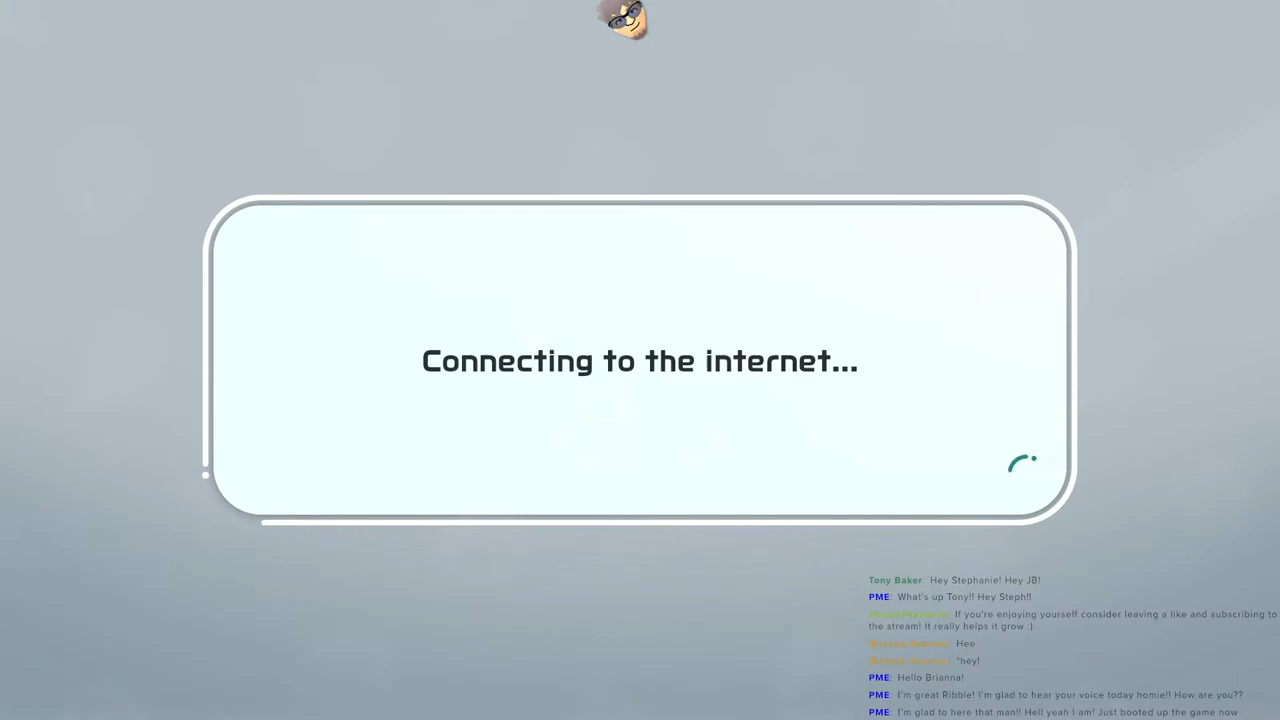 Connecting to the internet...
Tony Baker: Hey Stephanie! Hey JB!
PME: What's up Tony!! Hey Steph!!
If you're enjoying yourself consider leaving a like and subscribing to
the stream! It really helps it grow :)
Hee
*hey!
PME: Hello Brianna!
PME: I'm great Ribble! I'm glad to hear your voice today homie!! How are you??
PME: I'm glad to here that man!! Hell yeah I am! Just booted up the game now